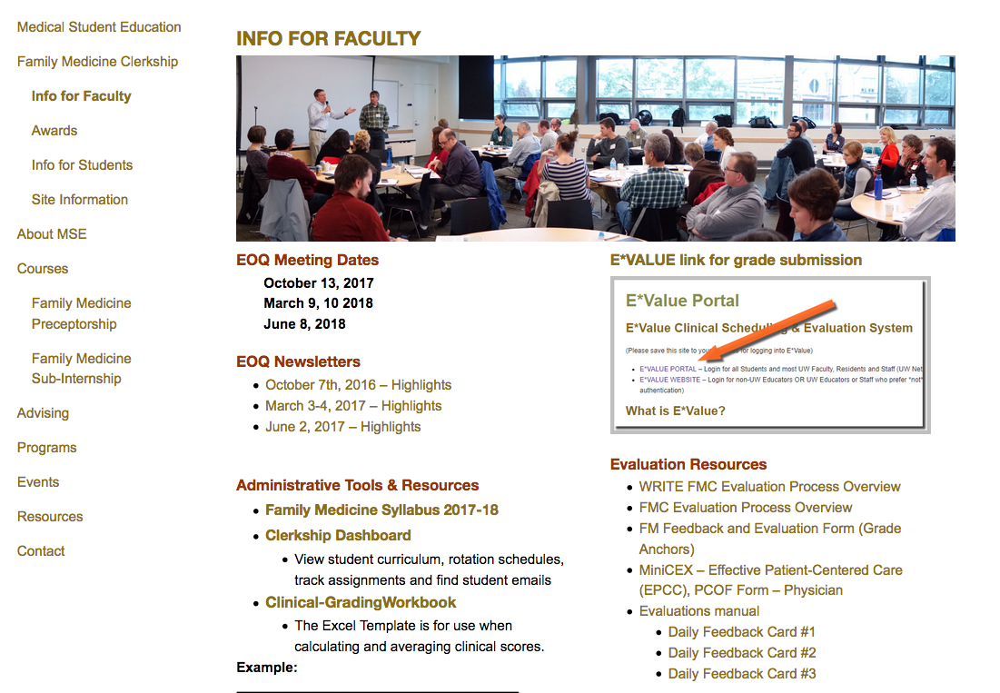 Medical Student Education
Family Medicine Clerkship
Info for Faculty
Awards
Info for Students
Site Information
About MSE
Courses
Family Medicine
Preceptorship
Family Medicine
Sub-Internship
Advising
Programs
Events
Resources
Contact
INFO FOR FACULTY
EOQ Meeting Dates
October 13, 2017
March 9, 10 2018
June 8, 2018
EOQ Newsletters
October 7th, 2016 – Highlights
March 3-4, 2017 – Highlights
June 2, 2017 – Highlights
Administrative Tools & Resources
Family Medicine Syllabus 2017-18
Clerkship Dashboard
View student curriculum, rotation schedules,
track assignments and find student emails
Clinical-GradingWorkbook
The Excel Template is for use when
calculating and averaging clinical scores.
Example:
E*VALUE link for grade submission
E*Value Portal
E*Value Clinical Scheduling & Evaluation System
(Please save this site to your for logging into E*Value)
E*VALUE PORTAL – Login for all Students and most UW Faculty, Residents and Staff (UW Net
E*VALUE WEBSITE – Login for non-UW Educators OR UW Educators or Staff who prefer *not*
authentication)
What is E*Value?
Evaluation Resources
WRITE FMC Evaluation Process Overview
FMC Evaluation Process Overview
FM Feedback and Evaluation Form (Grade
Anchors)
MiniCEX – Effective Patient-Centered Care
(EPCC), PCOF Form – Physician
Evaluations manual
Daily Feedback Card #1
Daily Feedback Card #2
Daily Feedback Card #3